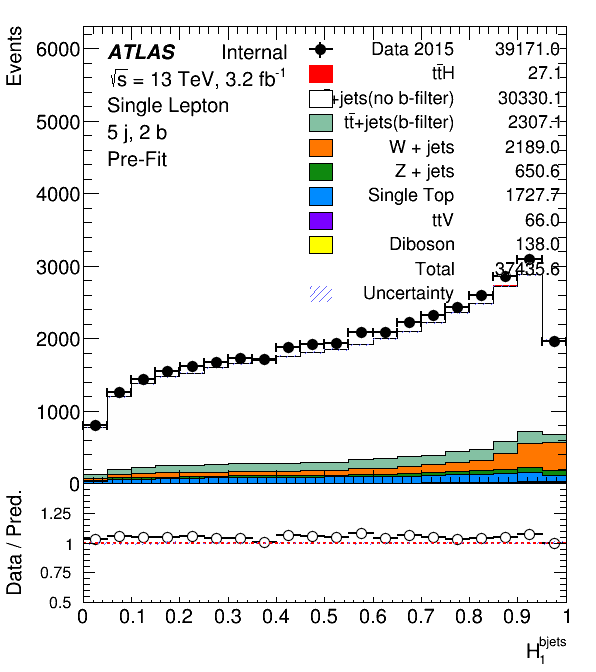 Events
6000
5000
4000
3000
2000
1000
0
ATLAS Internal
√s = 13 TeV, 3.2 fb⁻¹
Single Lepton
5 j, 2 b
Pre-Fit
Data 2015 39171.0
tt̄H 27.1
+jets(no b-filter) 30330.1
tt̄+jets(b-filter) 2307.1
W + jets 2189.0
Z + jets 650.6
Single Top 1727.7
ttV 66.0
Diboson 138.0
Total 37435.6
Uncertainty
Data / Pred.
1.25
1
0.75
0.5
0 0.1 0.2 0.3 0.4 0.5 0.6 0.7 0.8 0.9 1
H₁ᵇʲᵉᵗˢ